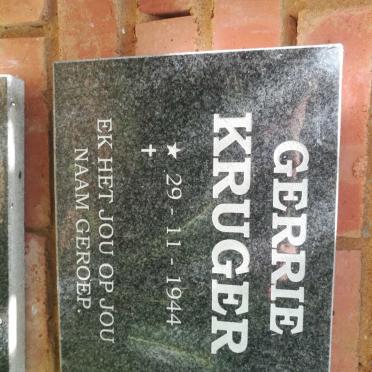 GERRIE
KRUGER
★ 29 - 11 - 1944
✝
EK HET JOU OP JOU
NAAM GEROEP.